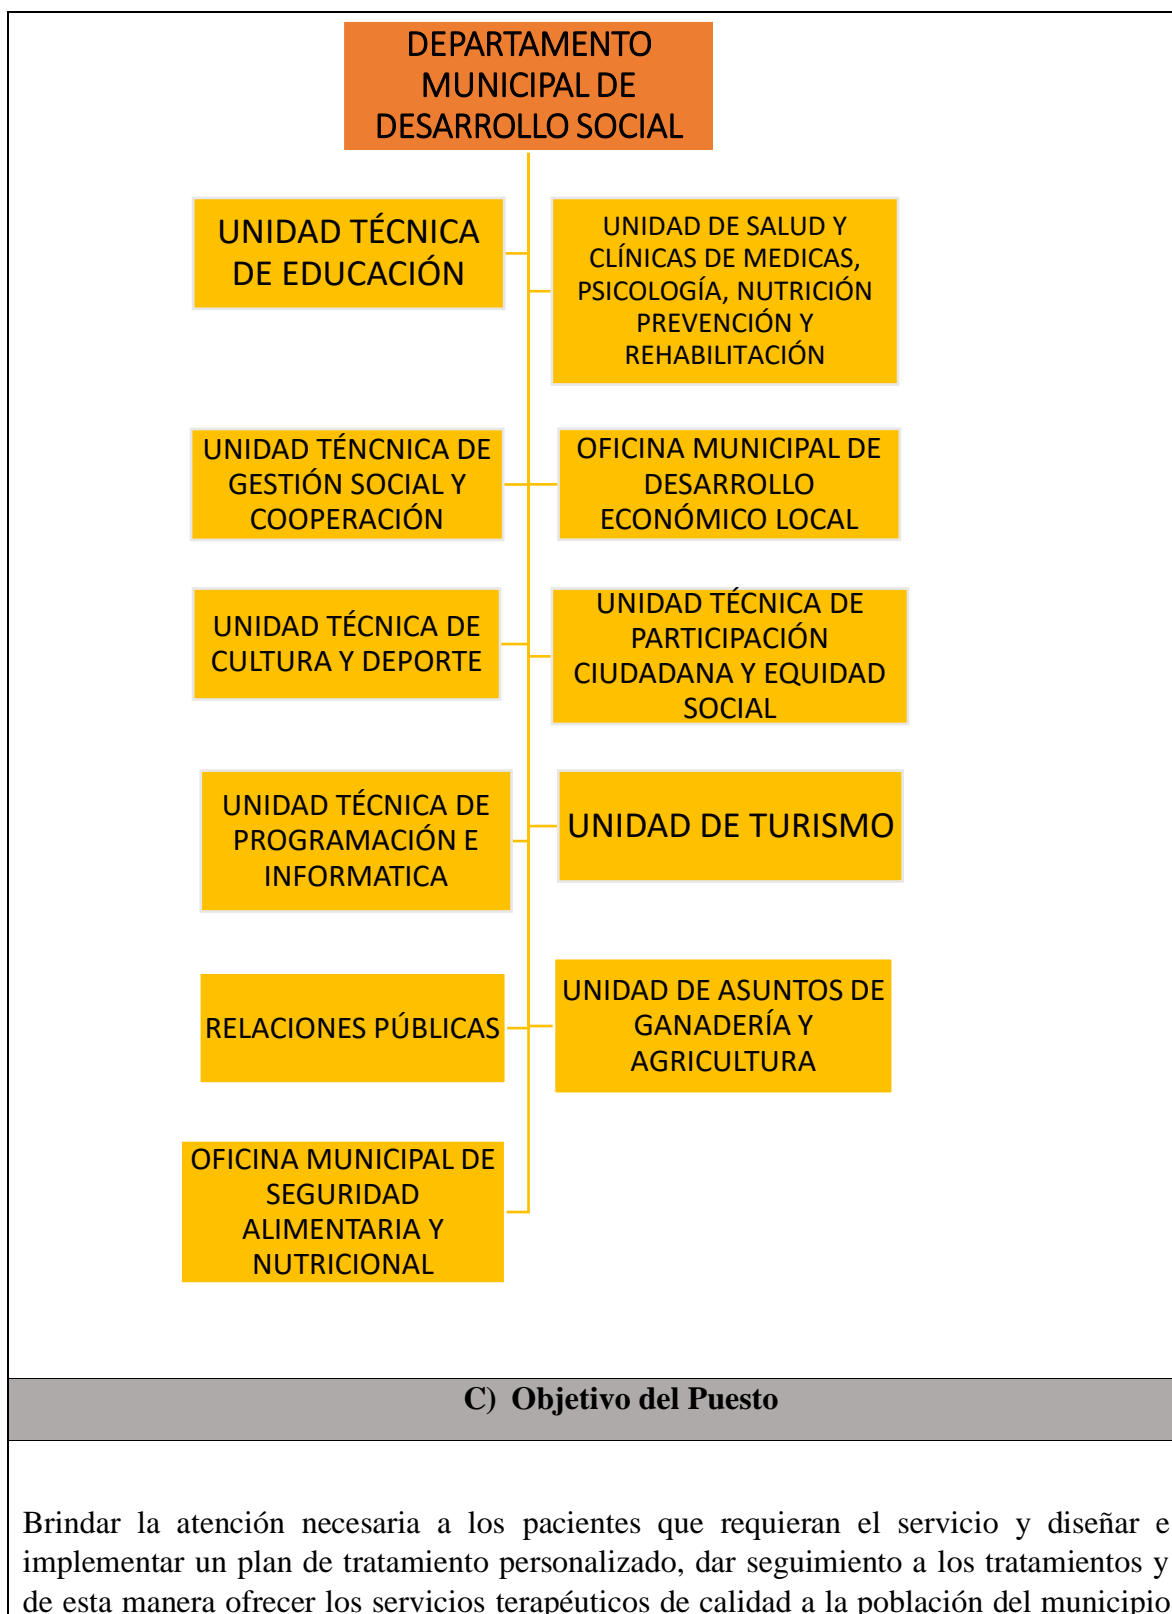 DEPARTAMENTO
MUNICIPAL DE
DESARROLLO SOCIAL
UNIDAD TÉCNICA
DE EDUCACIÓN
UNIDAD DE SALUD Y
CLÍNICAS DE MEDICAS,
PSICOLOGÍA, NUTRICIÓN
PREVENCIÓN Y
REHABILITACIÓN
UNIDAD TÉNCNICA DE
GESTIÓN SOCIAL Y
COOPERACIÓN
OFICINA MUNICIPAL DE
DESARROLLO
ECONÓMICO LOCAL
UNIDAD TÉCNICA DE
CULTURA Y DEPORTE
UNIDAD TÉCNICA DE
PARTICIPACIÓN
CIUDADANA Y EQUIDAD
SOCIAL
UNIDAD TÉCNICA DE
PROGRAMACIÓN E
INFORMATICA
UNIDAD DE TURISMO
RELACIONES PÚBLICAS
UNIDAD DE ASUNTOS DE
GANADERÍA Y
AGRICULTURA
OFICINA MUNICIPAL DE
SEGURIDAD
ALIMENTARIA Y
NUTRICIONAL
C) Objetivo del Puesto
Brindar la atención necesaria a los pacientes que requieran el servicio y diseñar e
implementar un plan de tratamiento personalizado, dar seguimiento a los tratamientos y
de esta manera ofrecer los servicios terapéuticos de calidad a la población del municipio